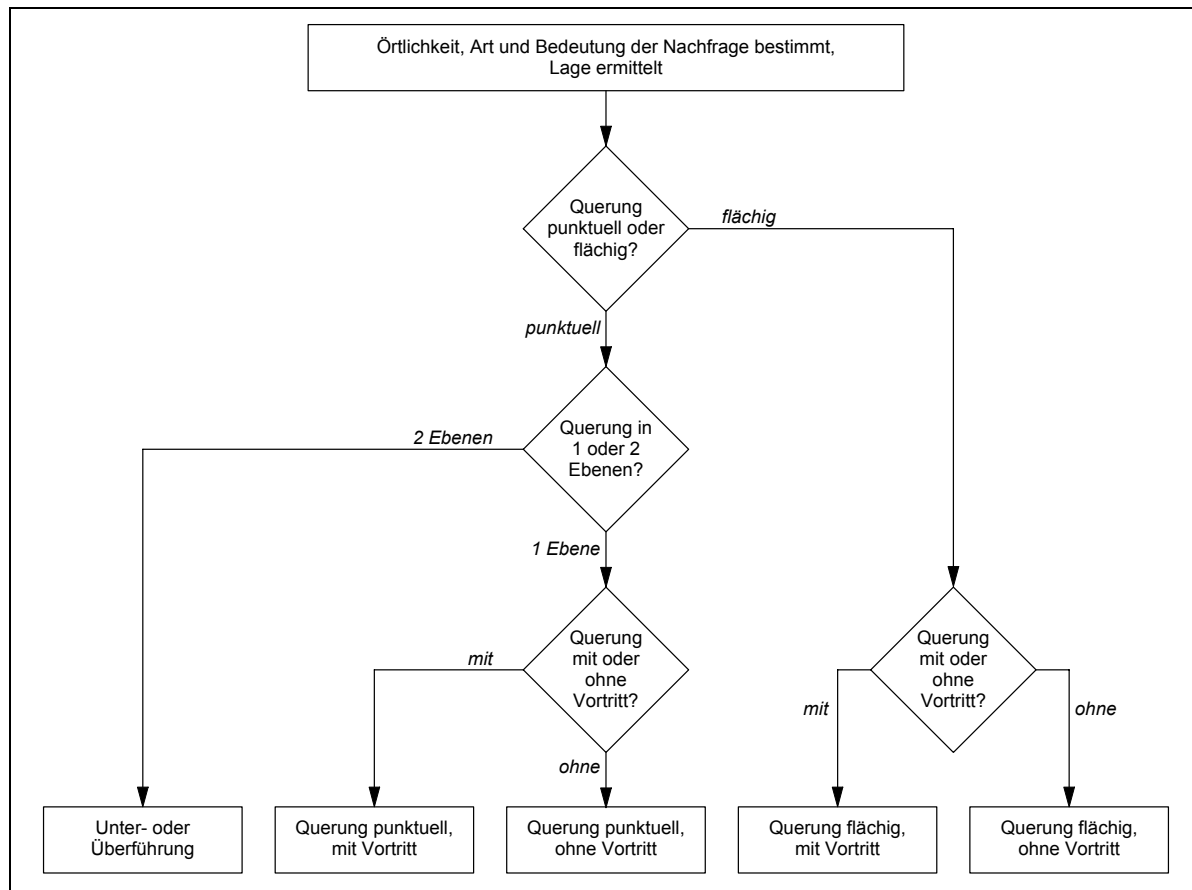 Örtlichkeit, Art und Bedeutung der Nachfrage bestimmt,
Lage ermittelt
Querung
punktuell oder
flächig?
flächig
punktuell
Querung in
1 oder 2
Ebenen?
2 Ebenen
1 Ebene
Querung
mit oder
ohne
Vortritt?
mit
ohne
Querung
mit oder
ohne
Vortritt?
mit
ohne
Unter- oder
Überführung
Querung punktuell,
mit Vortritt
Querung punktuell,
ohne Vortritt
Querung flächig,
mit Vortritt
Querung flächig,
ohne Vortritt